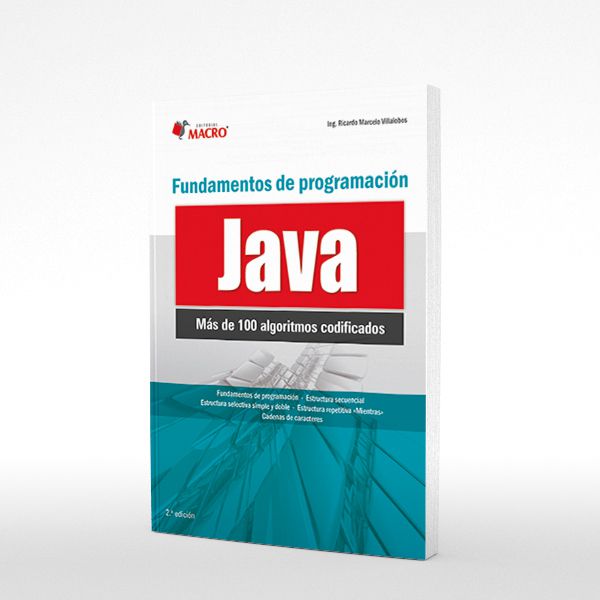 EDITORIAL
MACRO®
Ing. Ricardo Marcelo Villalobos
Fundamentos de programación
Java
Más de 100 algoritmos codificados
Fundamentos de programación - Estructura secuencial
Estructura selectiva simple y doble - Estructura repetitiva «Mientras»
Cadenas de caracteres
2.ª edición